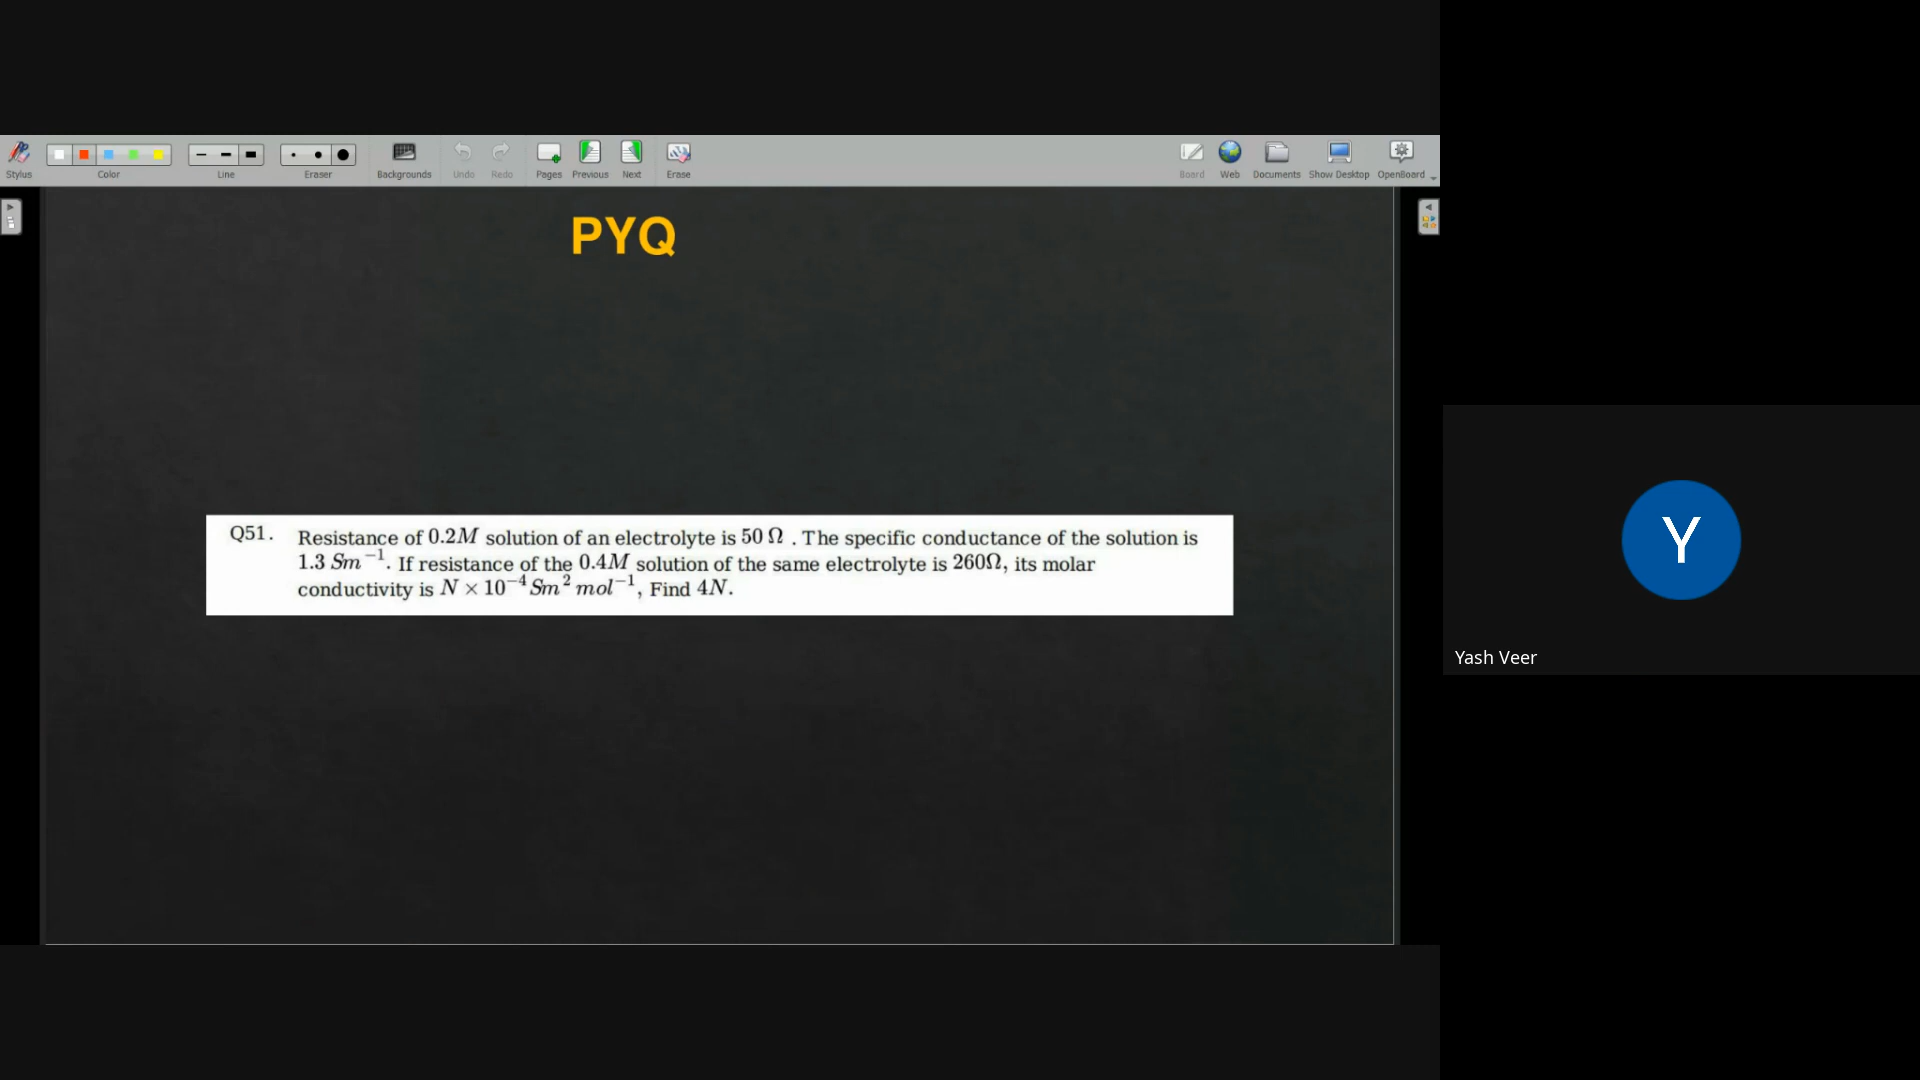 Stylus Color Line Eraser Backgrounds Undo Redo Pages Previous Next Erase Board Web Documents Show Desktop OpenBoard
PYQ
Q51. Resistance of 0.2M solution of an electrolyte is 50 Ω . The specific conductance of the solution is
1.3 Sm⁻¹. If resistance of the 0.4M solution of the same electrolyte is 260Ω, its molar
conductivity is N × 10⁻⁴ Sm² mol⁻¹, Find 4N.
Y
Yash Veer